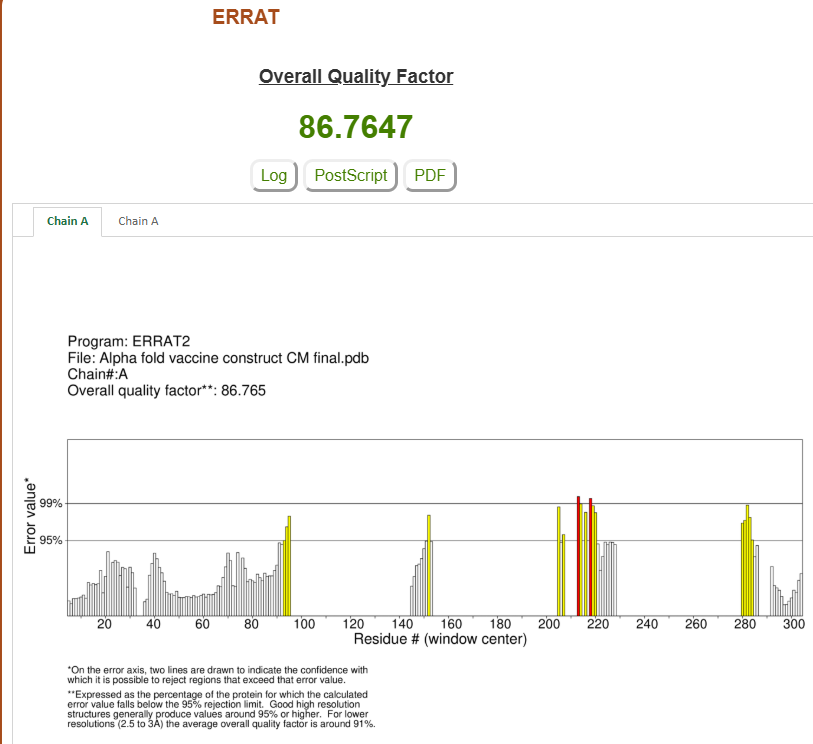 ERRAT
Overall Quality Factor
86.7647
Log PostScript PDF
Chain A Chain A
Program: ERRAT2
File: Alpha fold vaccine construct CM final.pdb
Chain#:A
Overall quality factor**: 86.765
Error value*
99%
95%
20 40 60 80 100 120 140 160 180 200 220 240 260 280 300
Residue # (window center)
*On the error axis, two lines are drawn to indicate the confidence with
which it is possible to reject regions that exceed that error value.
**Expressed as the percentage of the protein for which the calculated
error value falls below the 95% rejection limit. Good high resolution
structures generally produce values around 95% or higher. For lower
resolutions (2.5 to 3A) the average overall quality factor is around 91%.